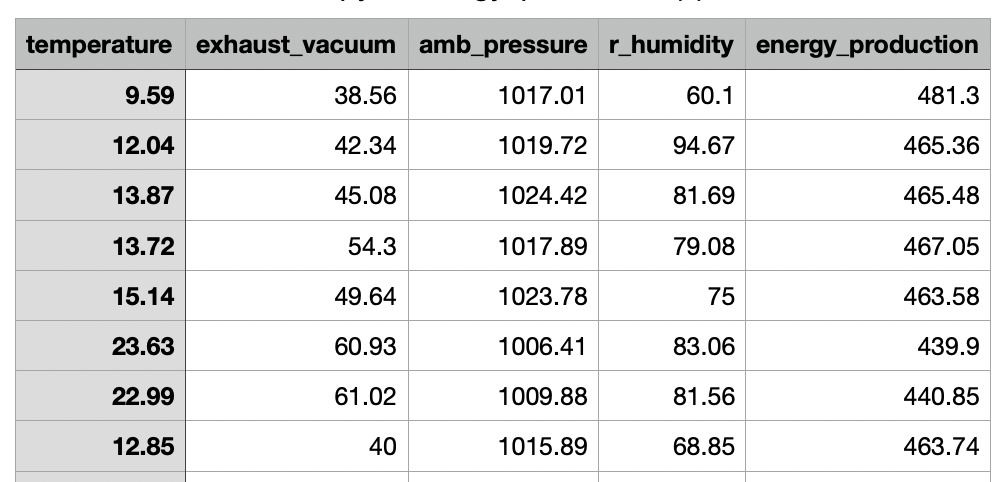 temperature exhaust_vacuum amb_pressure r_humidity energy_production
9.59 38.56 1017.01 60.1 481.3
12.04 42.34 1019.72 94.67 465.36
13.87 45.08 1024.42 81.69 465.48
13.72 54.3 1017.89 79.08 467.05
15.14 49.64 1023.78 75 463.58
23.63 60.93 1006.41 83.06 439.9
22.99 61.02 1009.88 81.56 440.85
12.85 40 1015.89 68.85 463.74